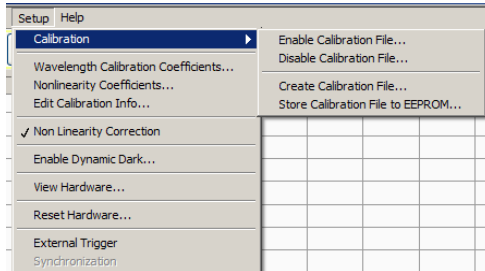 Setup Help
Calibration
Wavelength Calibration Coefficients...
Nonlinearity Coefficients...
Edit Calibration Info...
Non Linearity Correction
Enable Dynamic Dark...
View Hardware...
Reset Hardware...
External Trigger
Synchronization
Enable Calibration File...
Disable Calibration File...
Create Calibration File...
Store Calibration File to EEPROM...